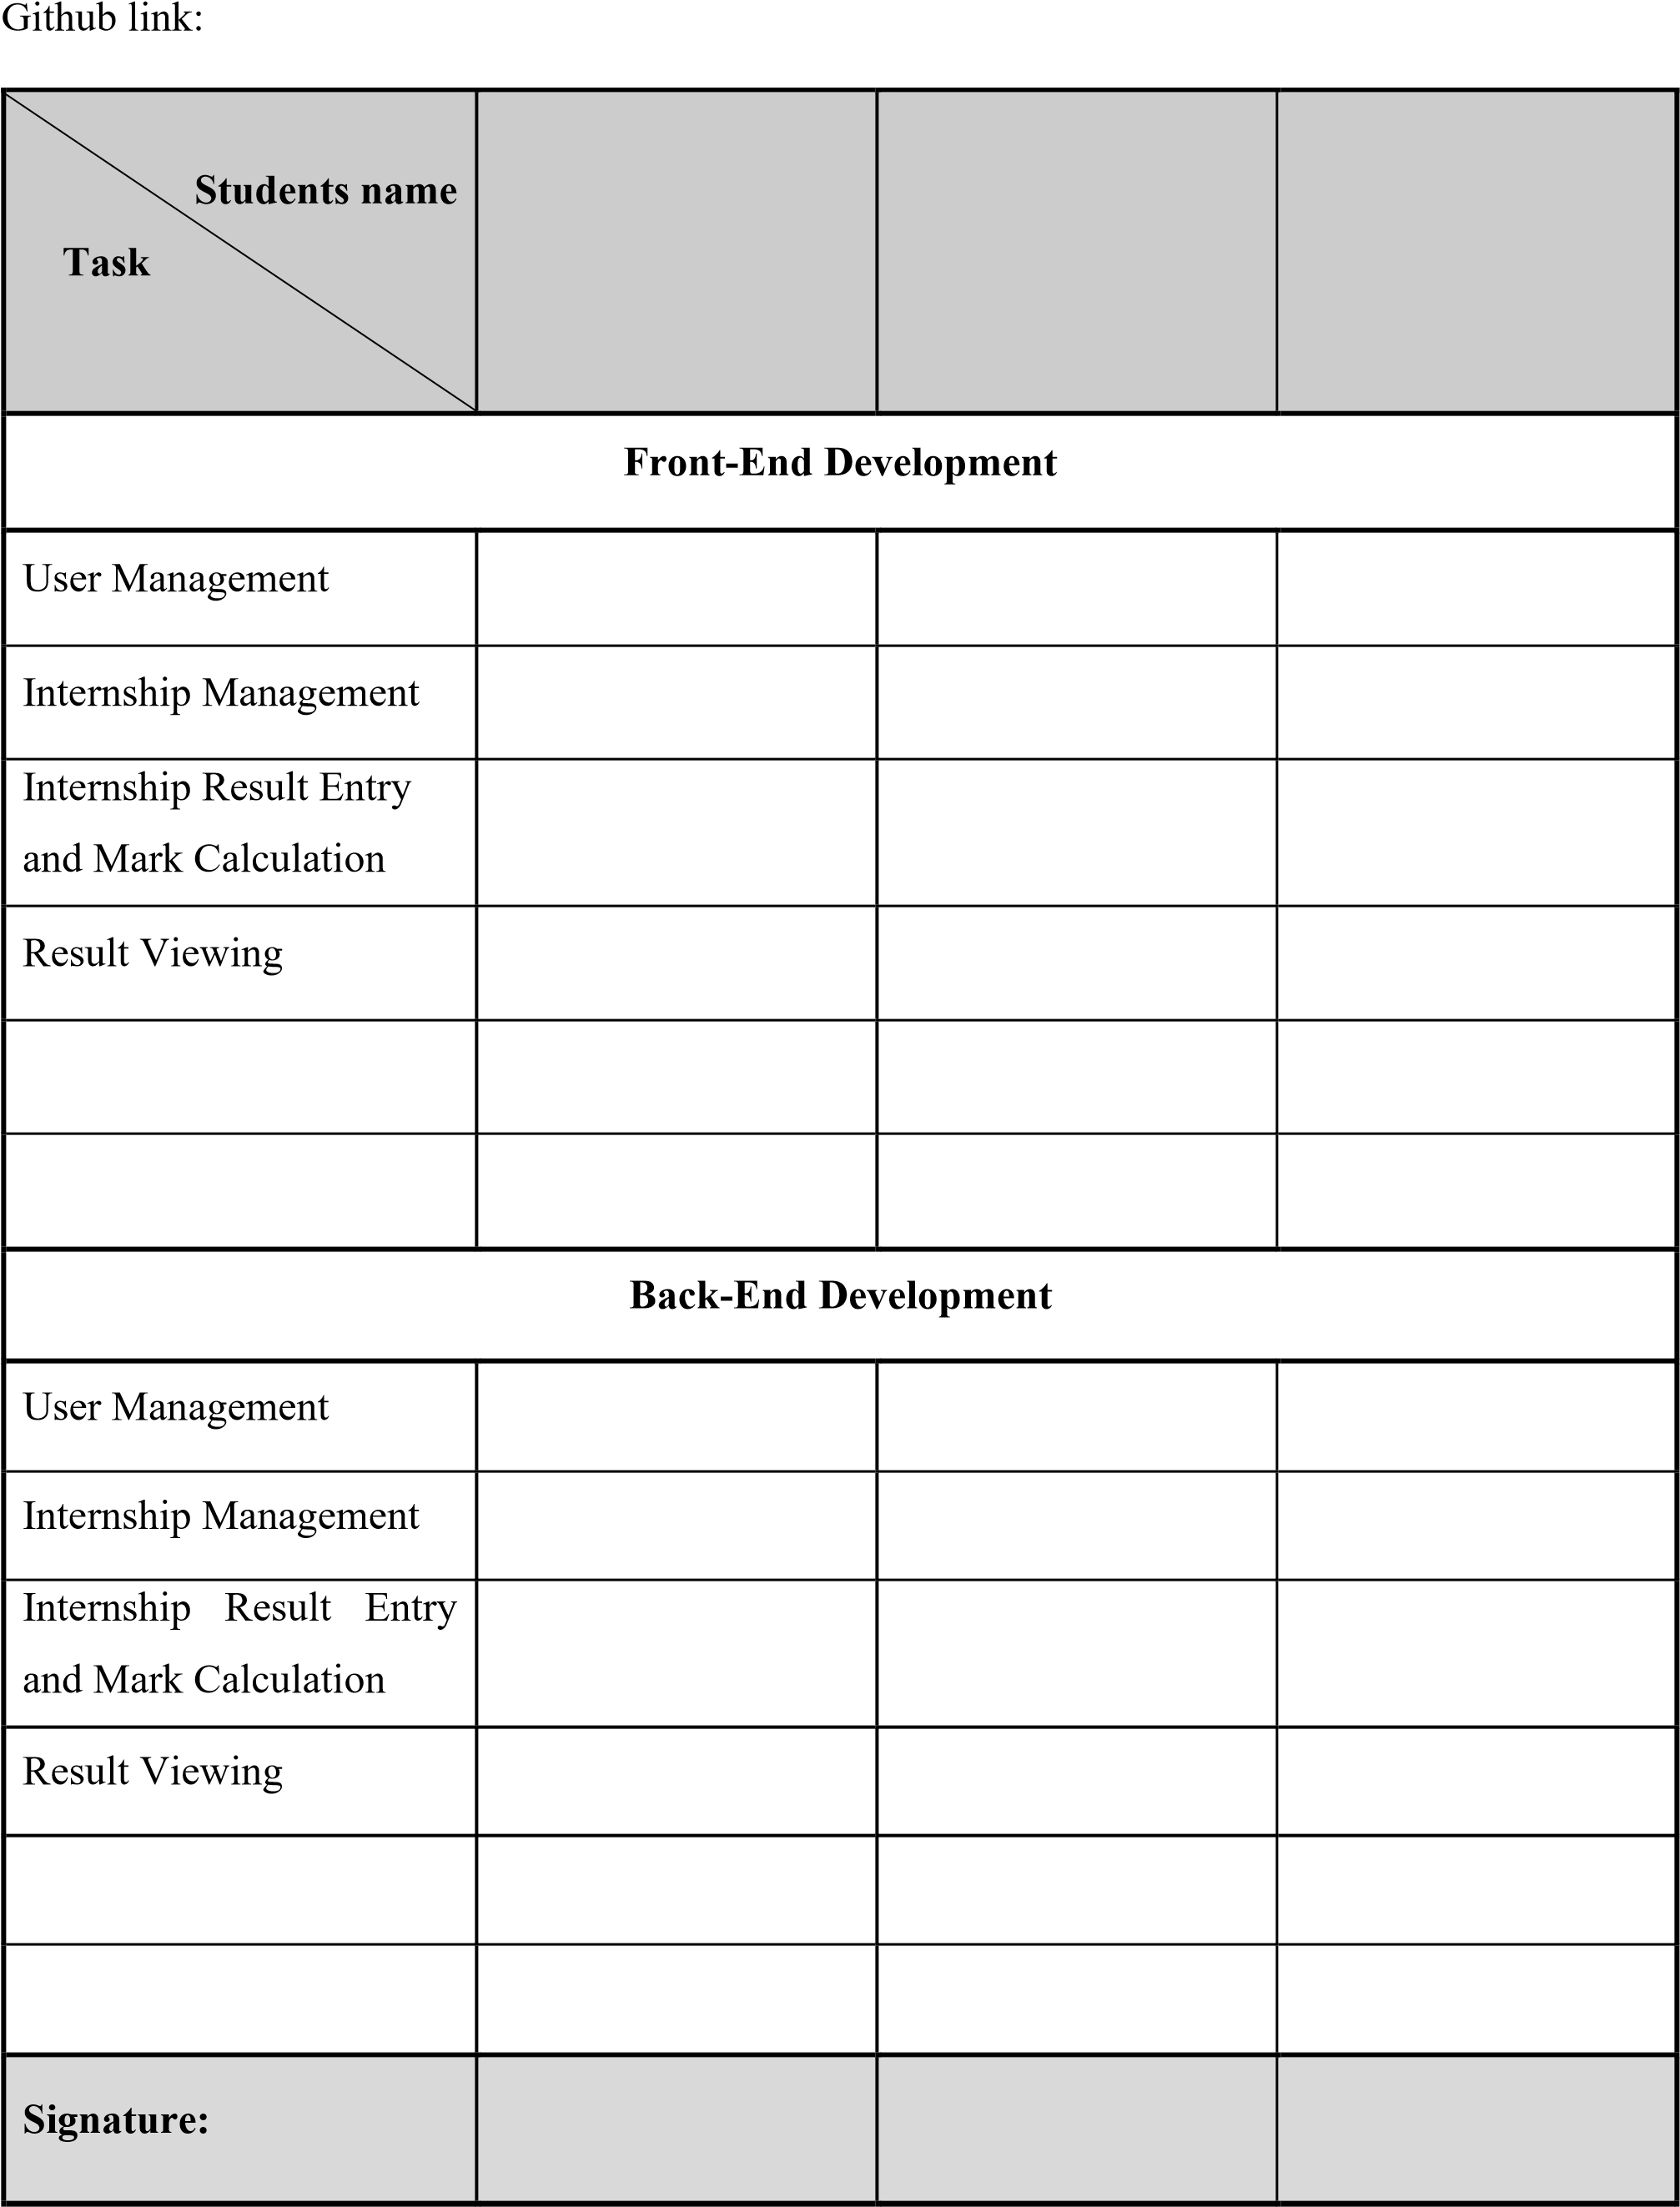 Github link:
Students name
Task
Front-End Development
User Management
Internship Management
Internship Result Entry
and Mark Calculation
Result Viewing
Back-End Development
User Management
Internship Management
Internship Result Entry
and Mark Calculation
Result Viewing
Signature: